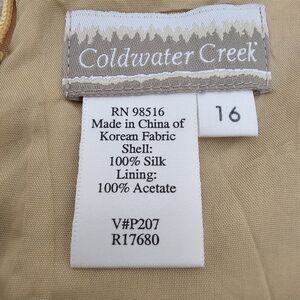 Coldwater Creek
16
RN 98516
Made in China of
Korean Fabric
Shell:
100% Silk
Lining:
100% Acetate
V#P207
R17680